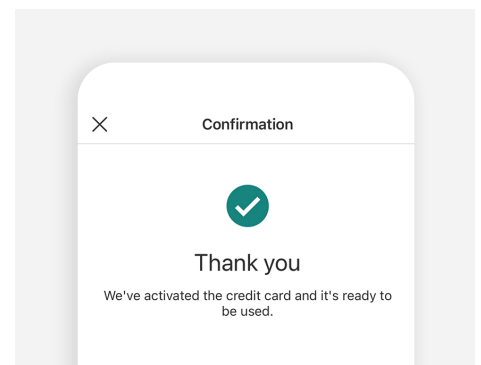 Confirmation
Thank you
We've activated the credit card and it's ready to
be used.